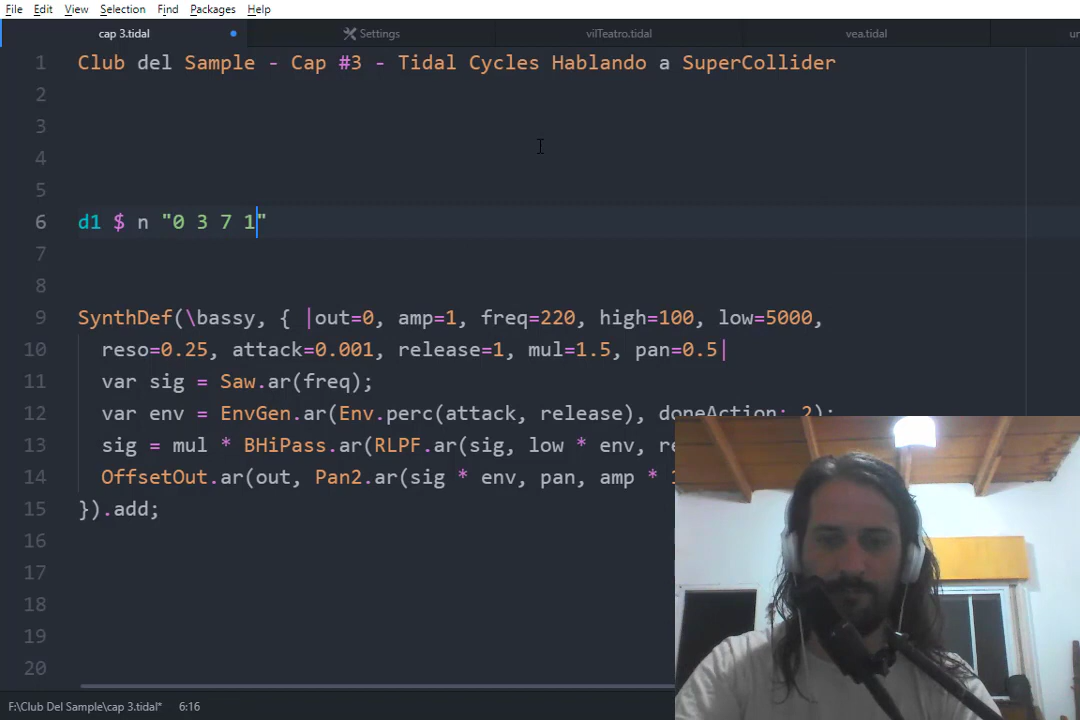 File Edit View Selection Find Packages Help
cap 3.tidal Settings vilTeatro.tidal vea.tidal
1 Club del Sample - Cap #3 - Tidal Cycles Hablando a SuperCollider
2
3
4
5
6 d1 $ n "0 3 7 1"
7
8
9 SynthDef(\bassy, { |out=0, amp=1, freq=220, high=100, low=5000,
10 reso=0.25, attack=0.001, release=1, mul=1.5, pan=0.5|
11 var sig = Saw.ar(freq);
12 var env = EnvGen.ar(Env.perc(attack, release), doneAction: 2);
13 sig = mul * BHiPass.ar(RLPF.ar(sig, low * env,
14 OffsetOut.ar(out, Pan2.ar(sig * env, pan, amp *
15 }).add;
16
17
18
19
20
F:\Club Del Sample\cap 3.tidal* 6:16